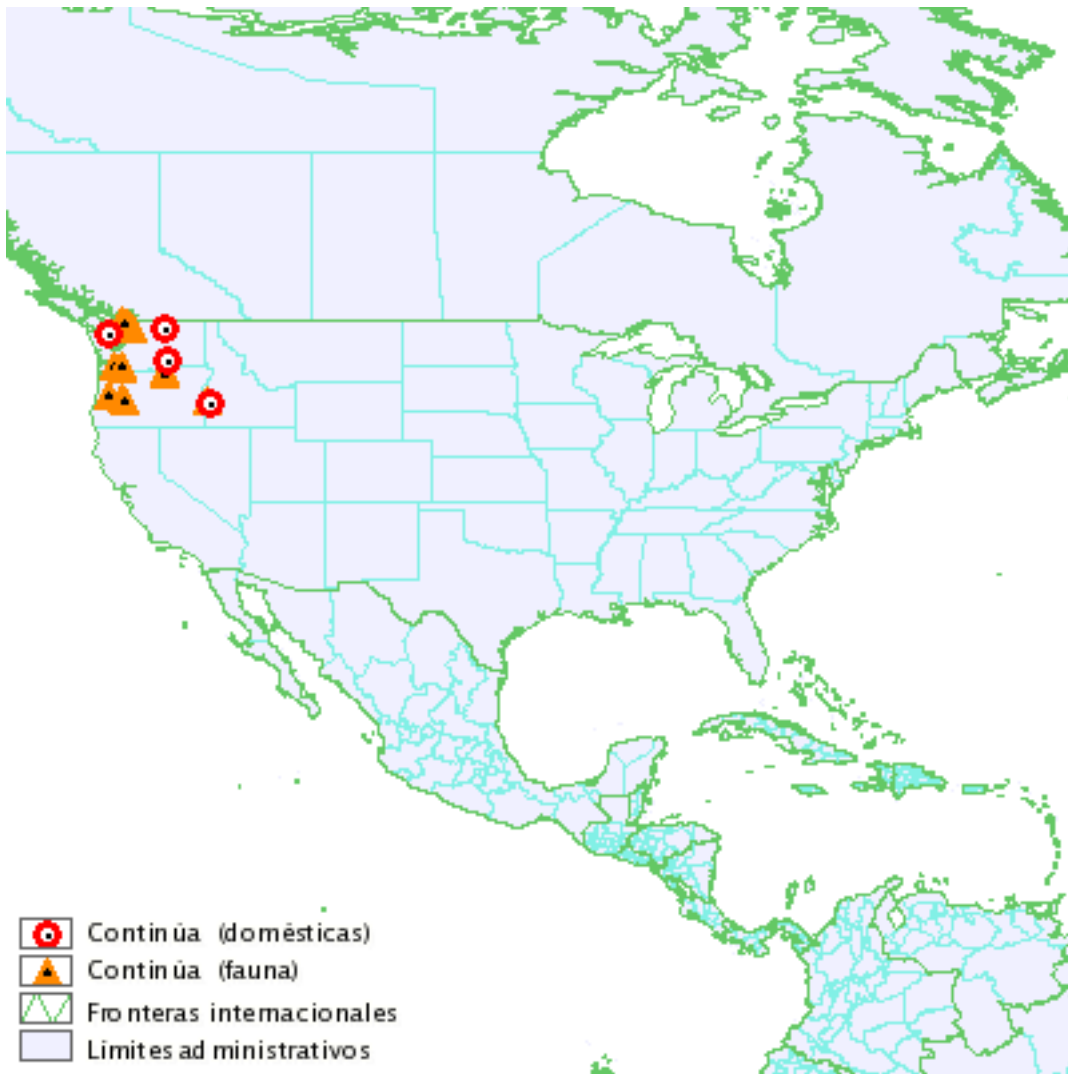 Continúa (domésticas)
Continúa (fauna)
Fronteras internacionales
Límites administrativos